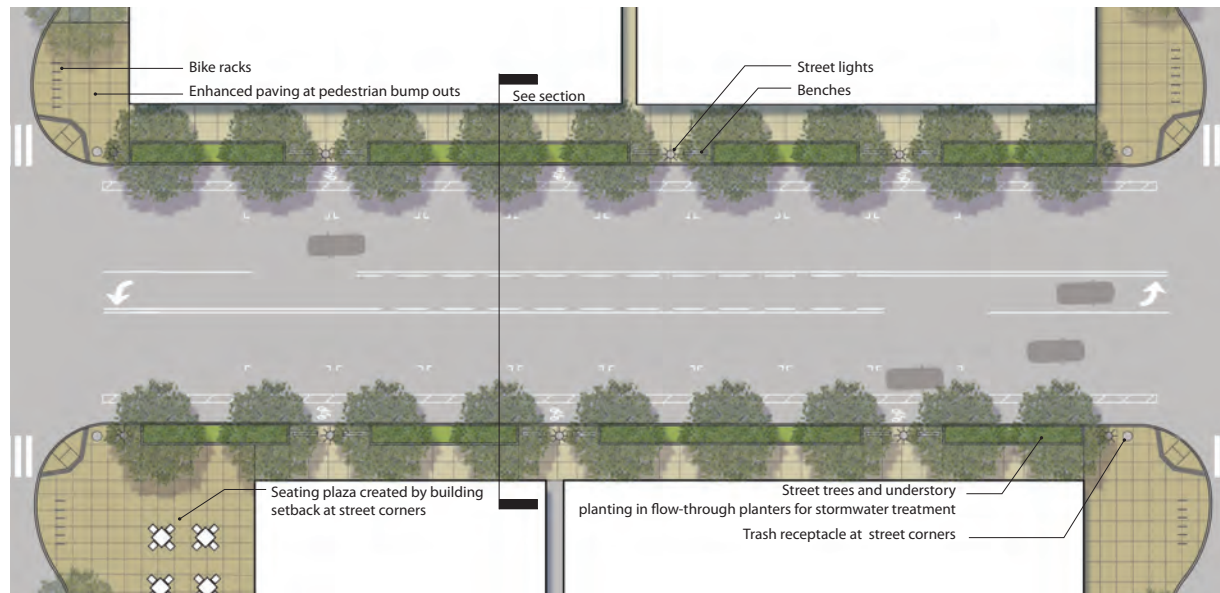 Bike racks
Enhanced paving at pedestrian bump outs
See section
Street lights
Benches
Seating plaza created by building
setback at street corners
Street trees and understory
planting in flow-through planters for stormwater treatment
Trash receptacle at street corners